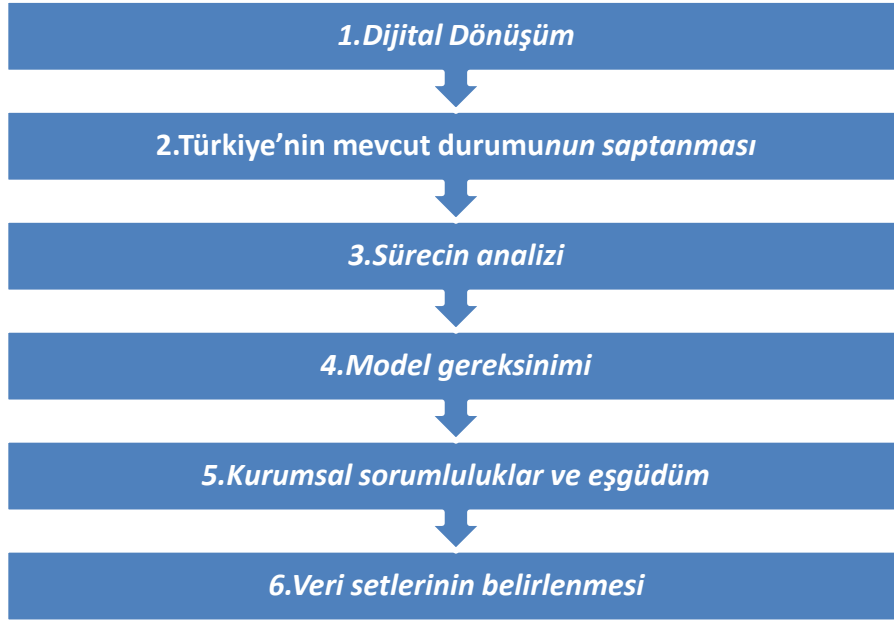 1.Dijital Dönüşüm
2.Türkiye’nin mevcut durumunun saptanması
3.Sürecin analizi
4.Model gereksinimi
5.Kurumsal sorumluluklar ve eşgüdüm
6.Veri setlerinin belirlenmesi